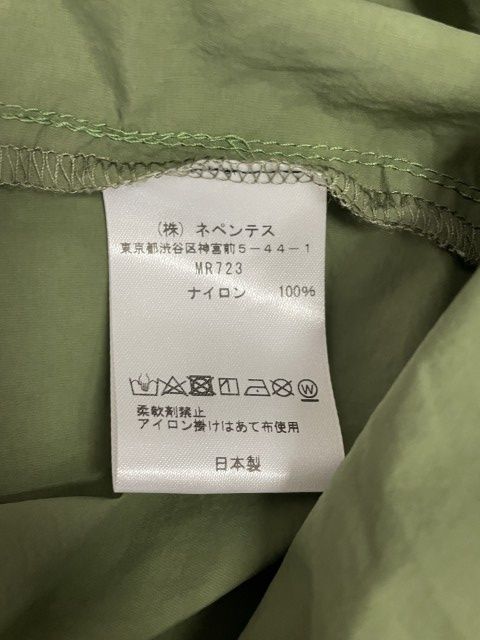 (株) ネペンテス
東京都渋谷区神宮前5-44-1
MR723
ナイロン 100%
W
柔軟剤禁止
アイロン掛けはあて布使用
日本製